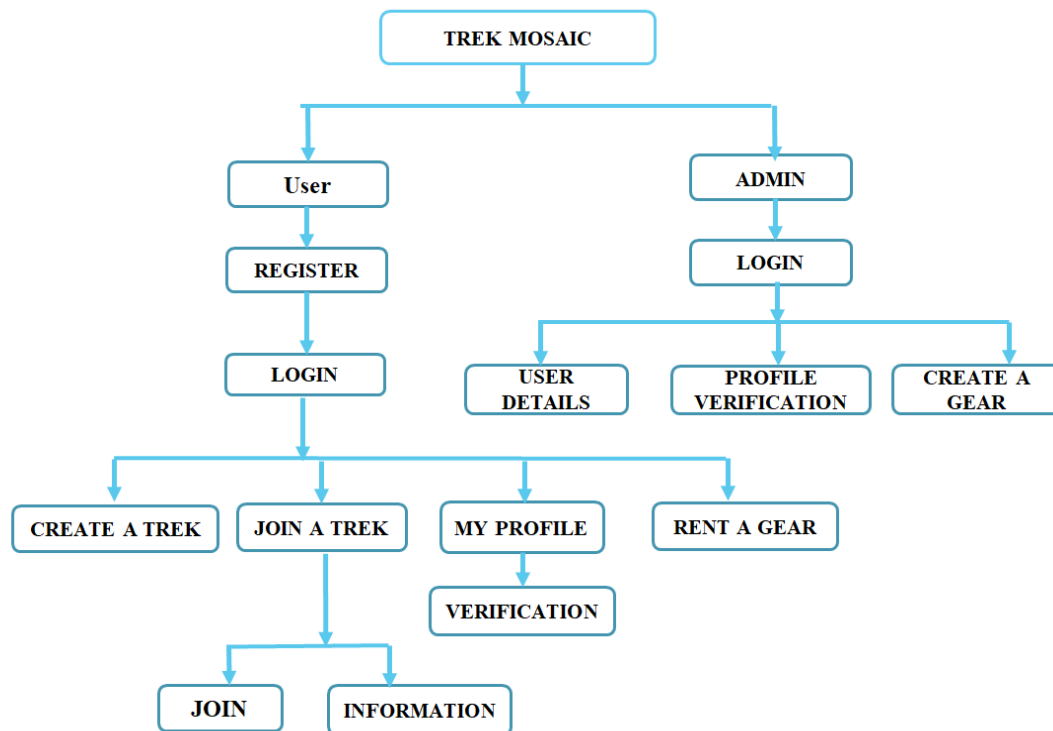 TREK MOSAIC
User
ADMIN
REGISTER
LOGIN
LOGIN
USER
DETAILS
PROFILE
VERIFICATION
CREATE A
GEAR
CREATE A TREK
JOIN A TREK
MY PROFILE
RENT A GEAR
VERIFICATION
JOIN
INFORMATION